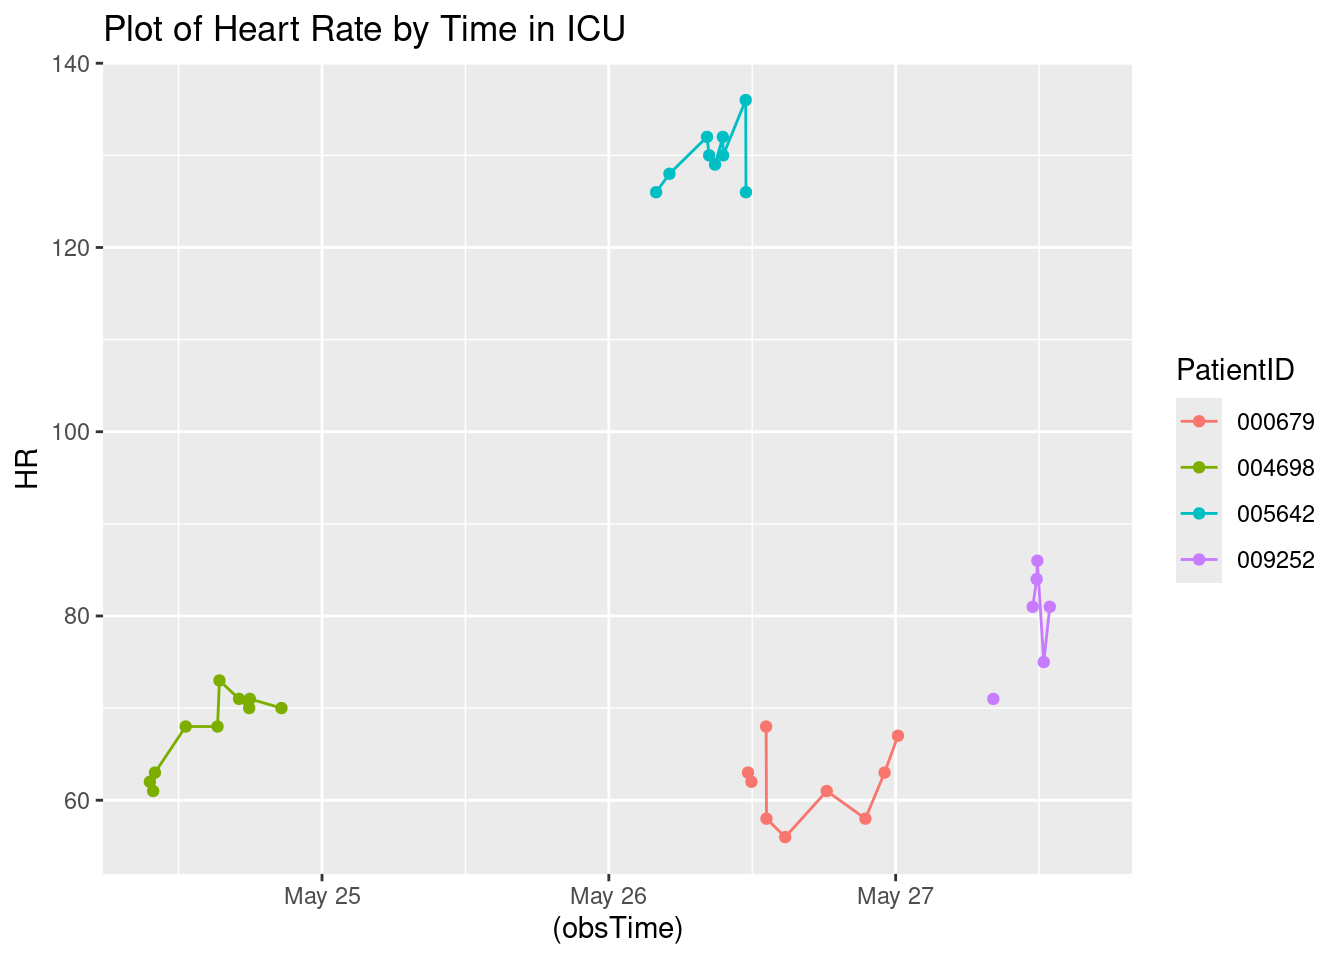 Plot of Heart Rate by Time in ICU
140
120
100
80
60
HR
May 25
May 26
May 27
(obsTime)
PatientID
000679
004698
005642
009252